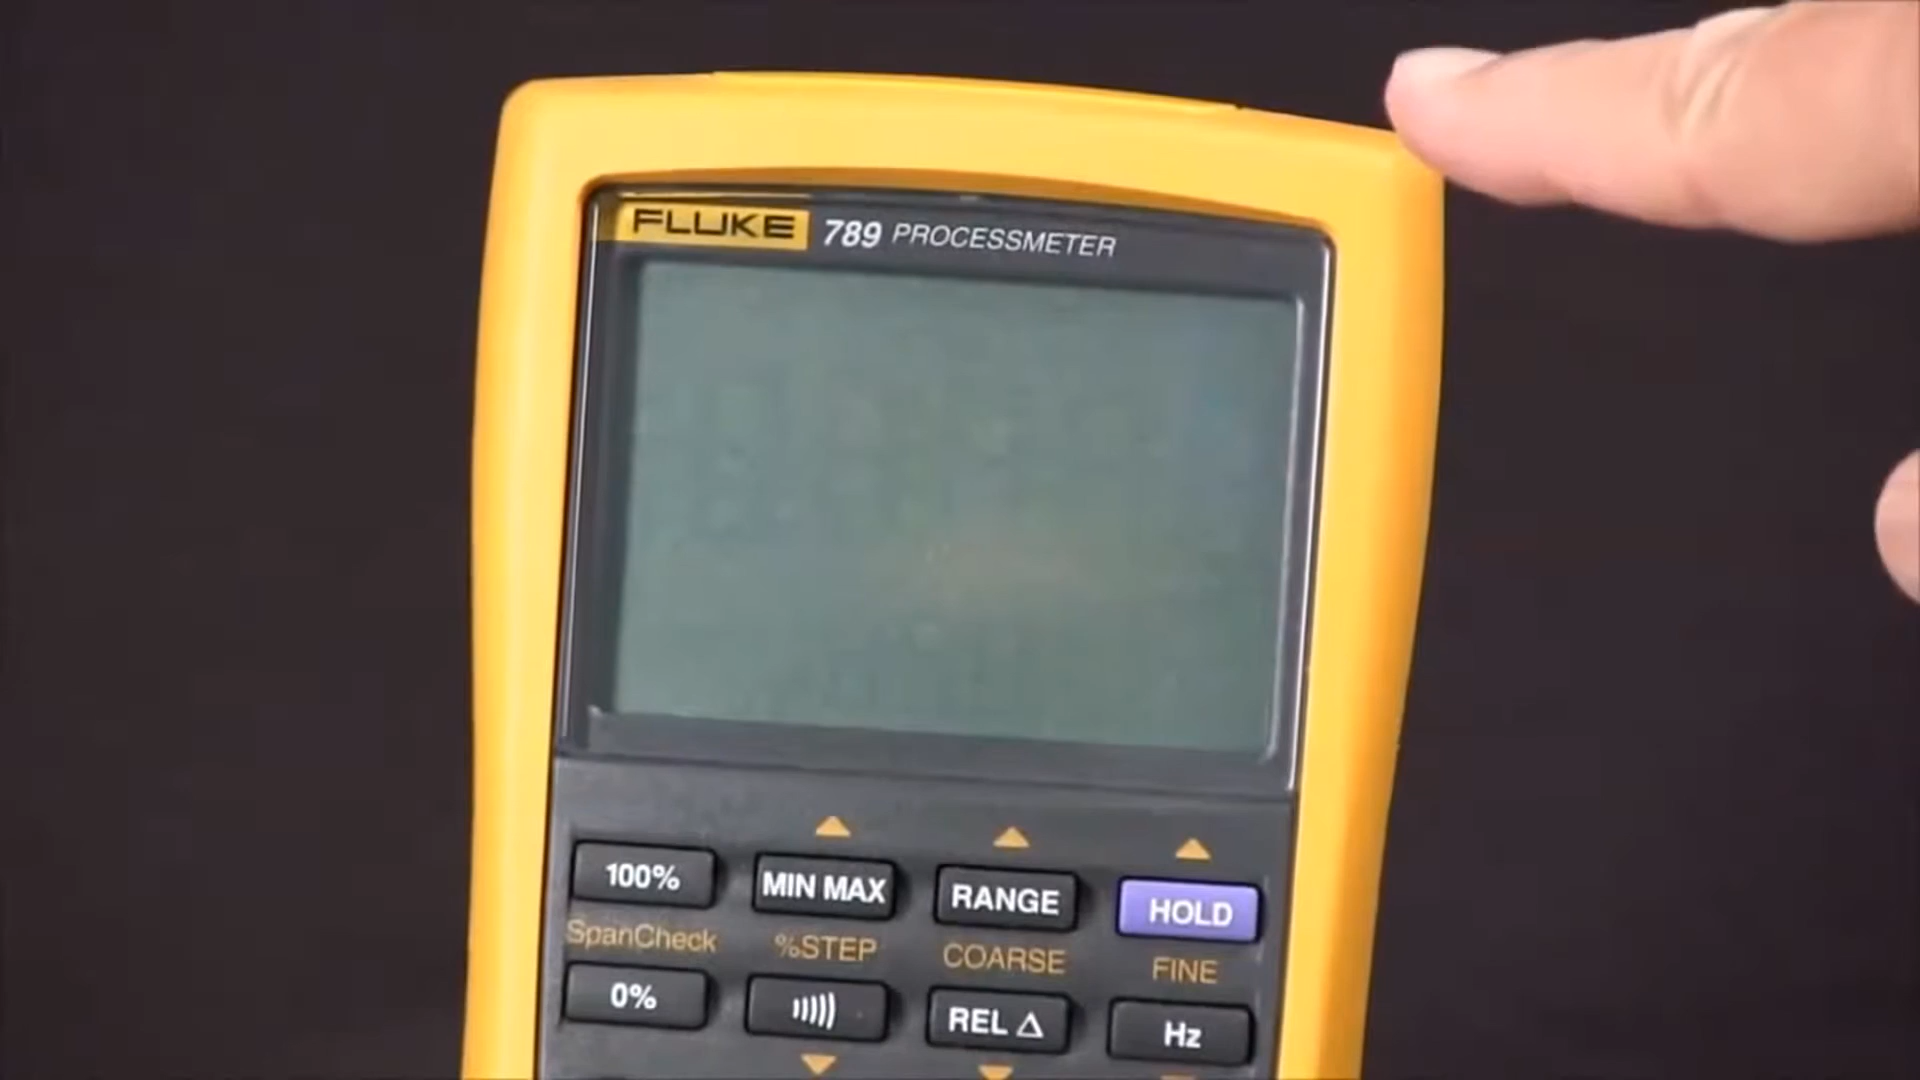 FLUKE 789 PROCESSMETER
100% MIN MAX RANGE HOLD
SpanCheck %STEP COARSE FINE
0% REL Δ Hz